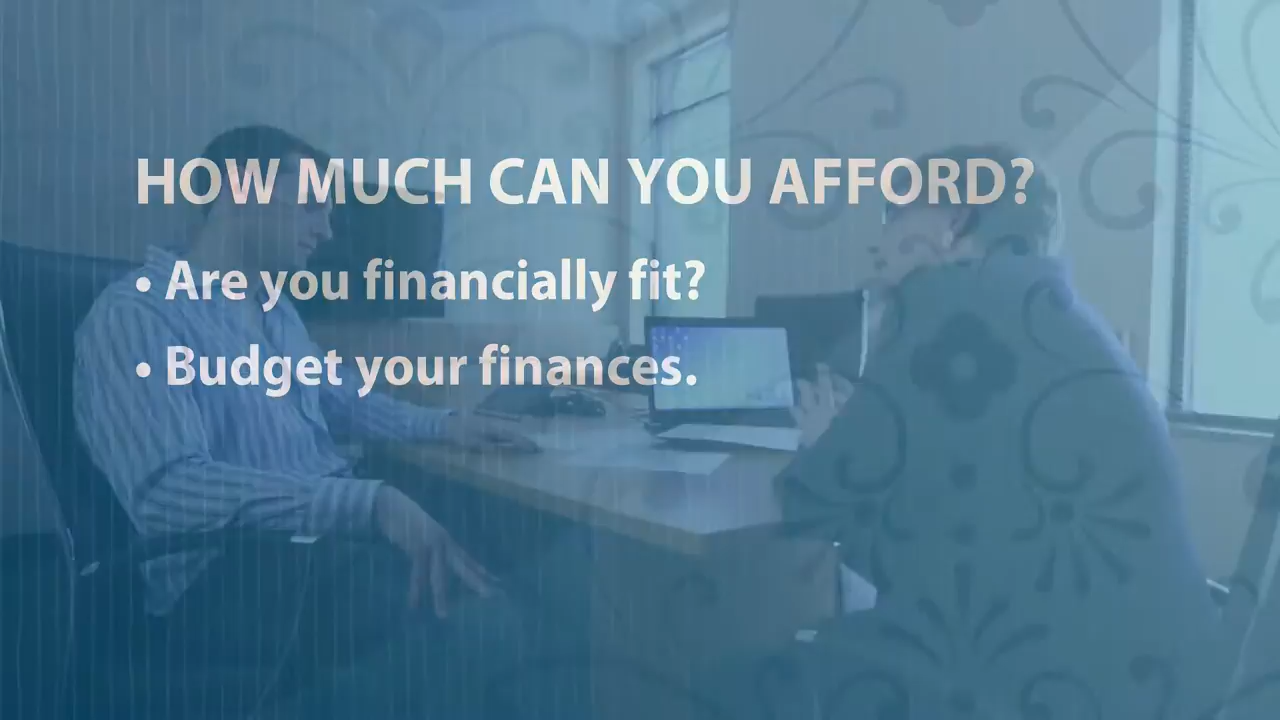 HOW MUCH CAN YOU AFFORD?
• Are you financially fit?
• Budget your finances.